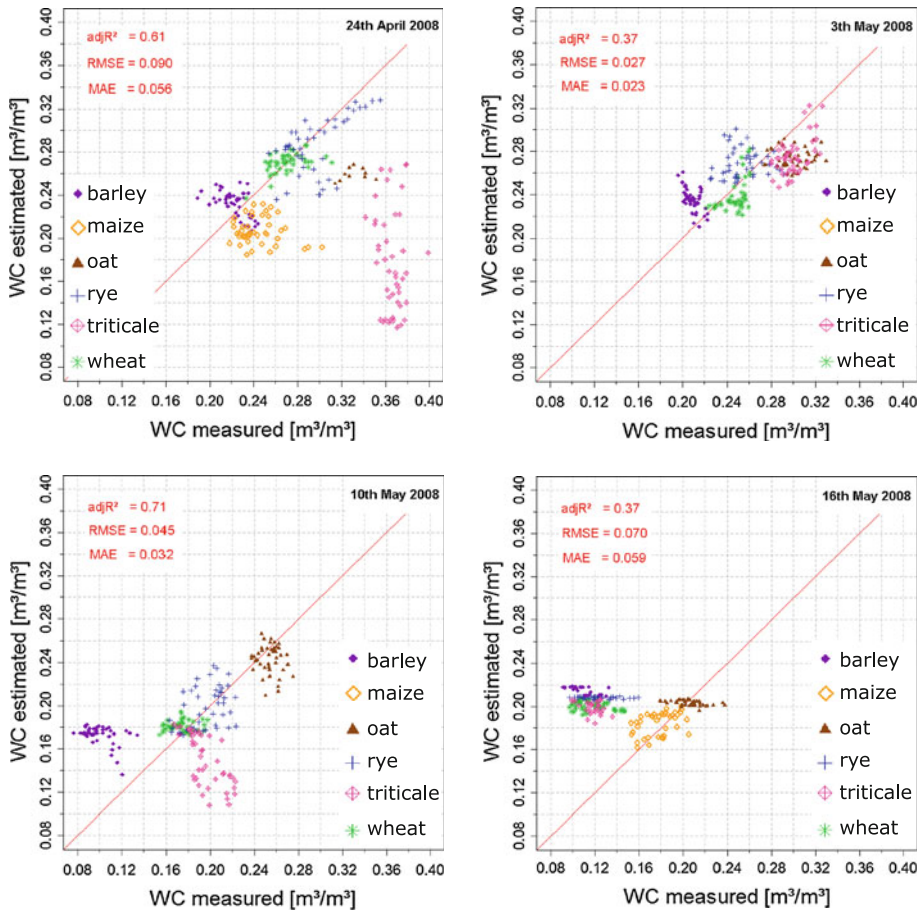 24th April 2008
adjR² = 0.61
RMSE = 0.090
MAE = 0.056
WC estimated [m³/m³]
0.40
0.36
0.32
0.28
0.24
0.20
0.16
0.12
0.08
barley
maize
oat
rye
triticale
wheat
0.08 0.12 0.16 0.20 0.24 0.28 0.32 0.36 0.40
WC measured [m³/m³]
3th May 2008
adjR² = 0.37
RMSE = 0.027
MAE = 0.023
WC estimated [m³/m³]
0.40
0.36
0.32
0.28
0.24
0.20
0.16
0.12
0.08
barley
maize
oat
rye
triticale
wheat
0.08 0.12 0.16 0.20 0.24 0.28 0.32 0.36 0.40
WC measured [m³/m³]
10th May 2008
adjR² = 0.71
RMSE = 0.045
MAE = 0.032
WC estimated [m³/m³]
0.40
0.36
0.32
0.28
0.24
0.20
0.16
0.12
0.08
barley
maize
oat
rye
triticale
wheat
0.08 0.12 0.16 0.20 0.24 0.28 0.32 0.36 0.40
WC measured [m³/m³]
16th May 2008
adjR² = 0.37
RMSE = 0.070
MAE = 0.059
WC estimated [m³/m³]
0.40
0.36
0.32
0.28
0.24
0.20
0.16
0.12
0.08
barley
maize
oat
rye
triticale
wheat
0.08 0.12 0.16 0.20 0.24 0.28 0.32 0.36 0.40
WC measured [m³/m³]